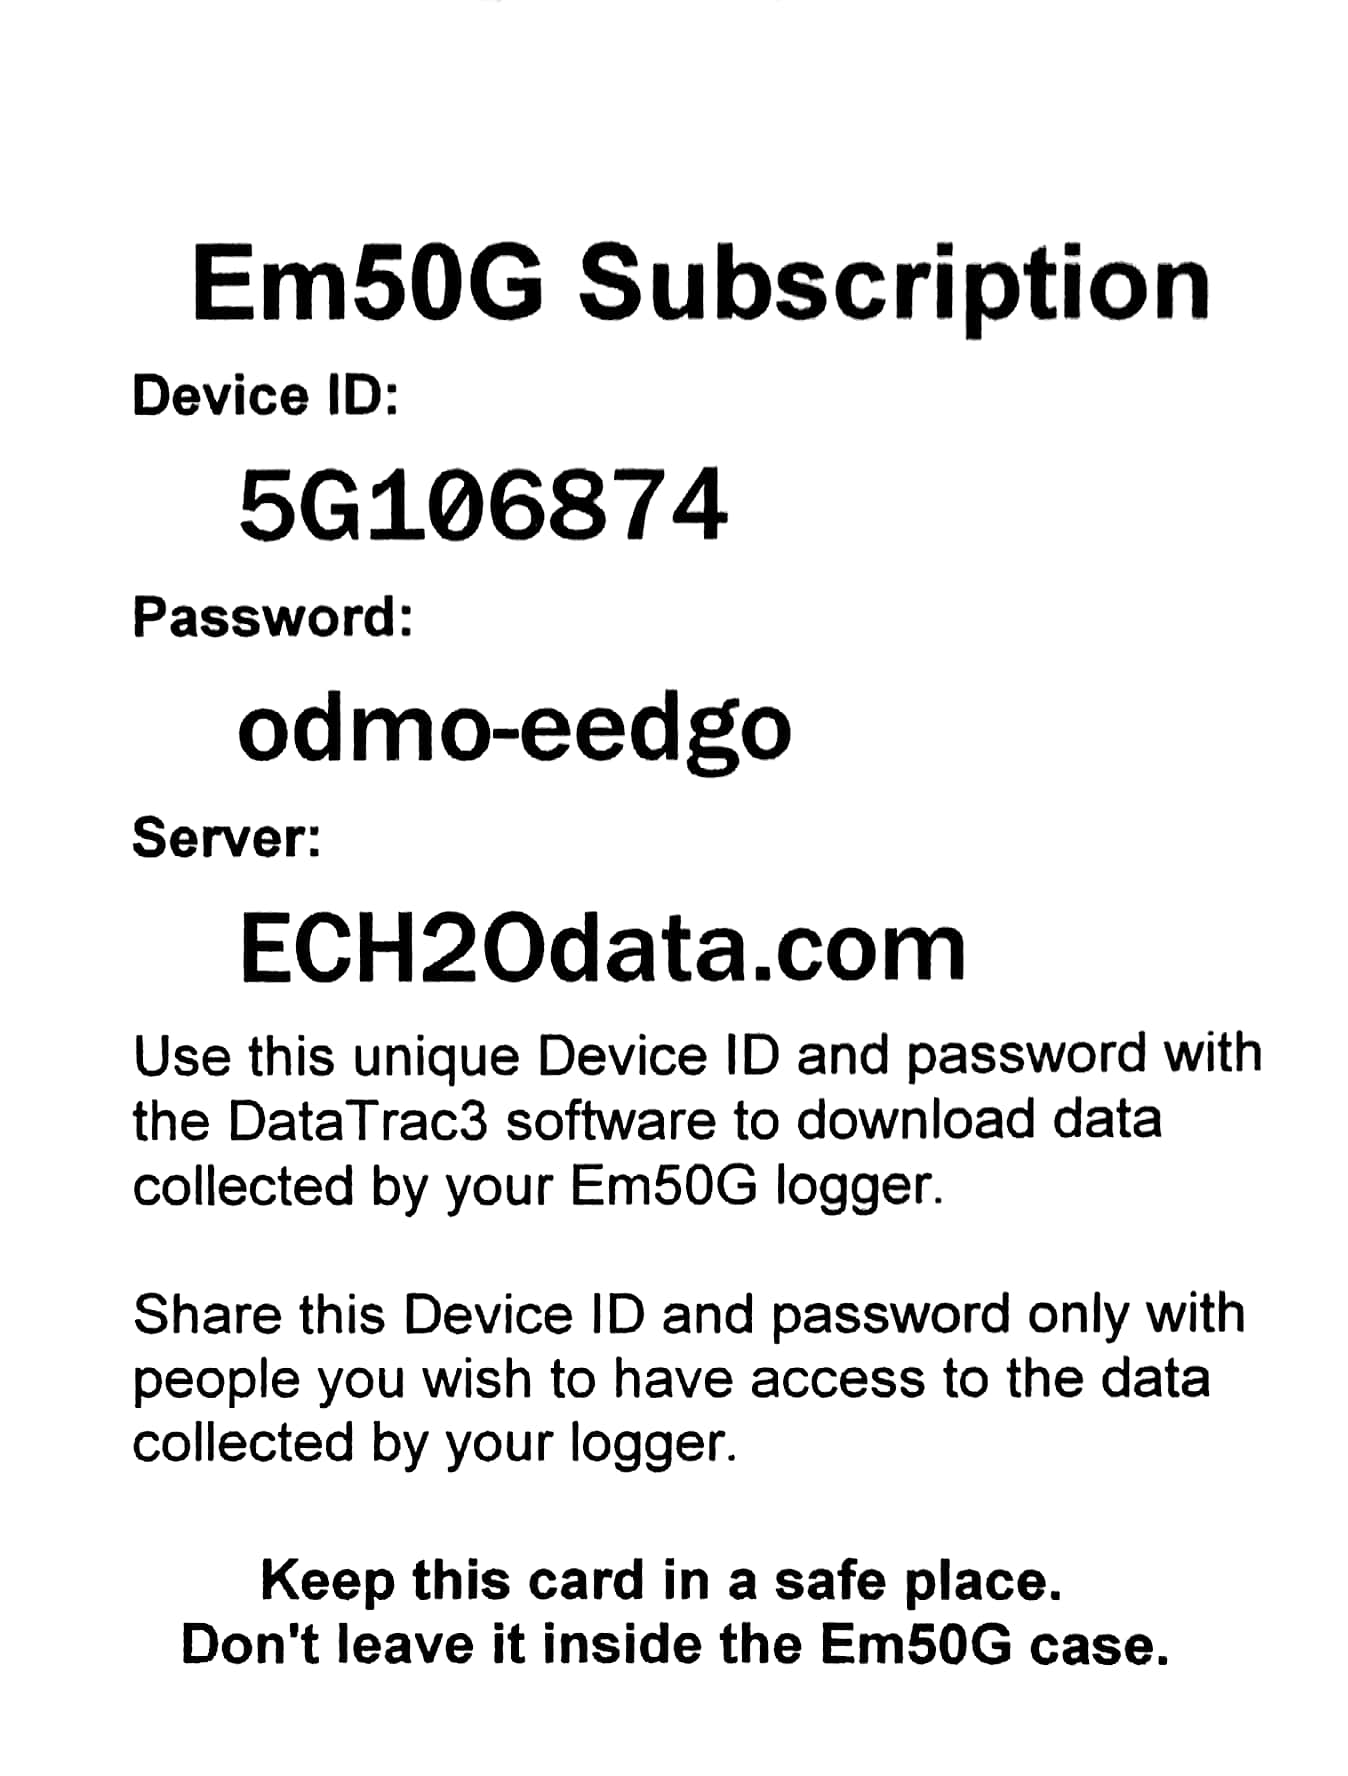 Em50G Subscription
Device ID:
5G106874
Password:
odmo-eedgo
Server:
ECH2Odata.com
Use this unique Device ID and password with
the DataTrac3 software to download data
collected by your Em50G logger.
Share this Device ID and password only with
people you wish to have access to the data
collected by your logger.
Keep this card in a safe place.
Don't leave it inside the Em50G case.